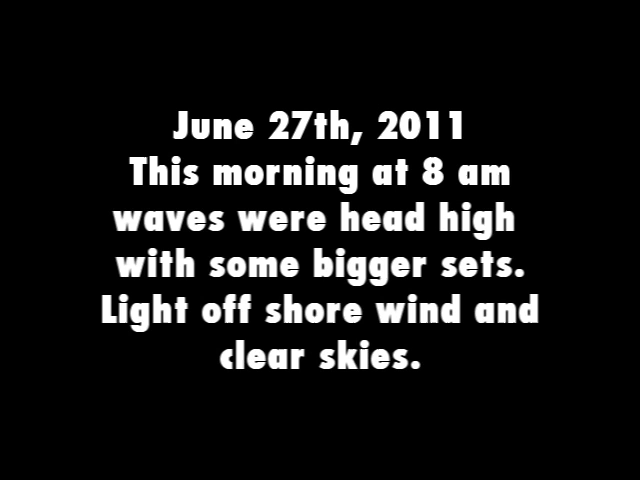 June 27th, 2011
This morning at 8 am
waves were head high
with some bigger sets.
Light off shore wind and
clear skies.